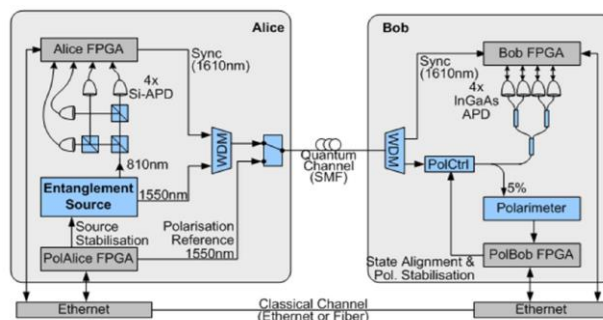 Alice
Alice FPGA
Sync
(1610nm)
4x
Si-APD
810nm
Entanglement
Source
1550nm
WDM
Source
Stabilisation
Polarisation
Reference
1550nm
PolAlice FPGA
Ethernet
Quantum
Channel
(SMF)
Classical Channel
(Ethernet or Fiber)
Bob
Bob FPGA
Sync
(1610nm)
4x
InGaAs
APD
WDM
PolCtrl
5%
Polarimeter
State Alignment &
Pol. Stabilisation
PolBob FPGA
Ethernet